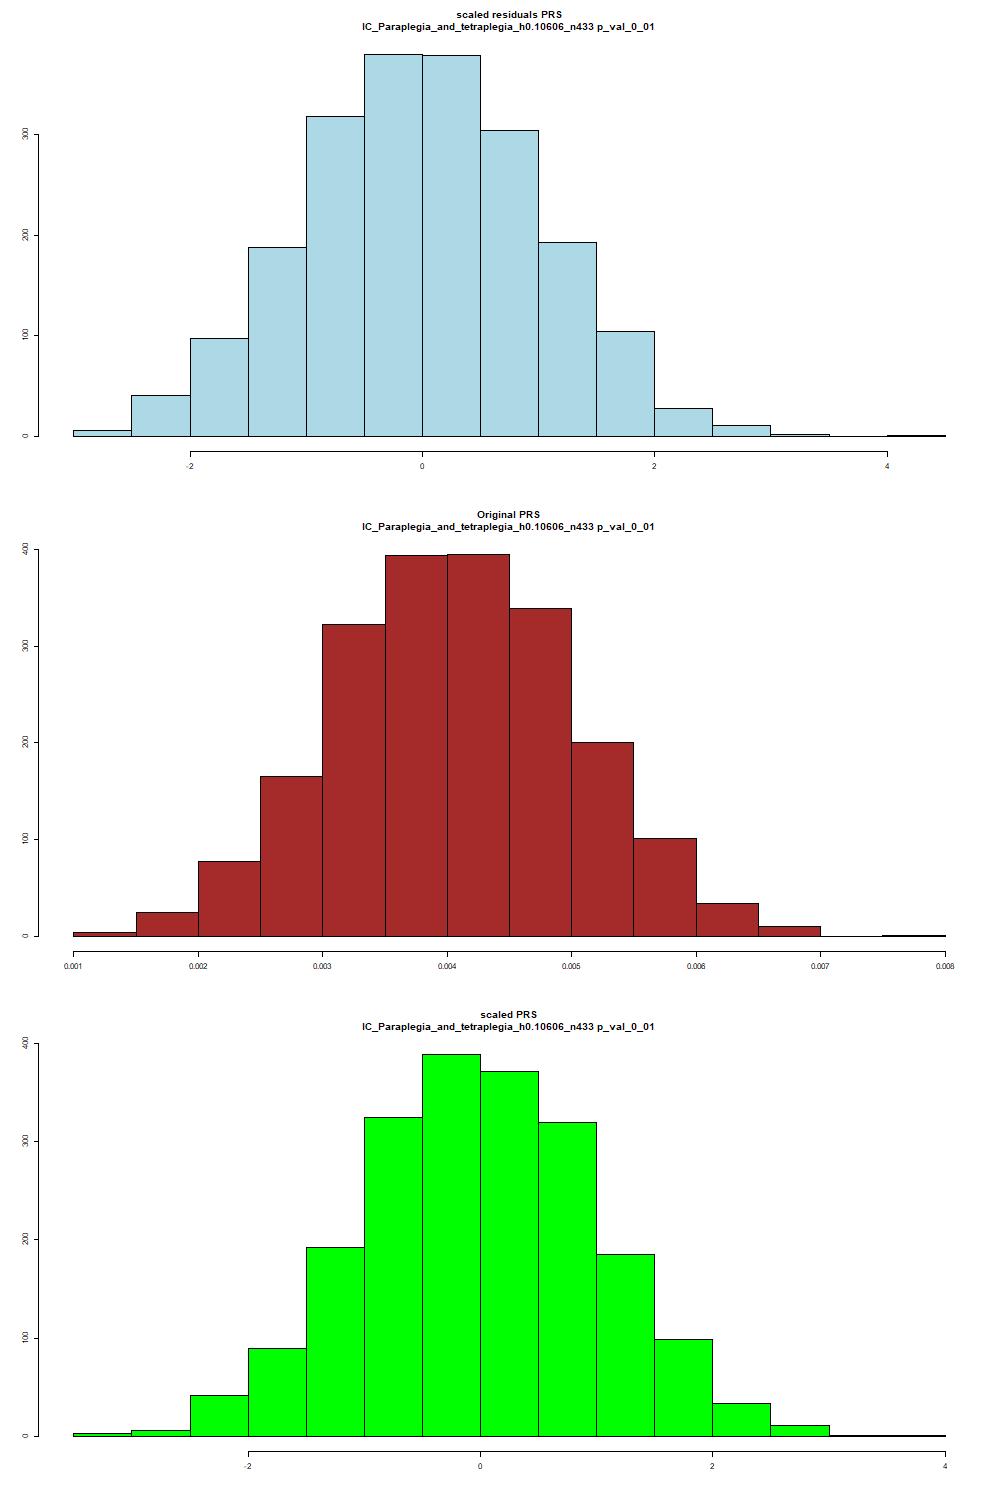 scaled residuals PRS
IC_Paraplegia_and_tetraplegia_h0.10606_n433 p_val_0_01
300
200
100
0
-2 0 2 4
Original PRS
IC_Paraplegia_and_tetraplegia_h0.10606_n433 p_val_0_01
400
300
200
100
0
0.001 0.002 0.003 0.004 0.005 0.006 0.007 0.008
scaled PRS
IC_Paraplegia_and_tetraplegia_h0.10606_n433 p_val_0_01
400
300
200
100
0
-2 0 2 4